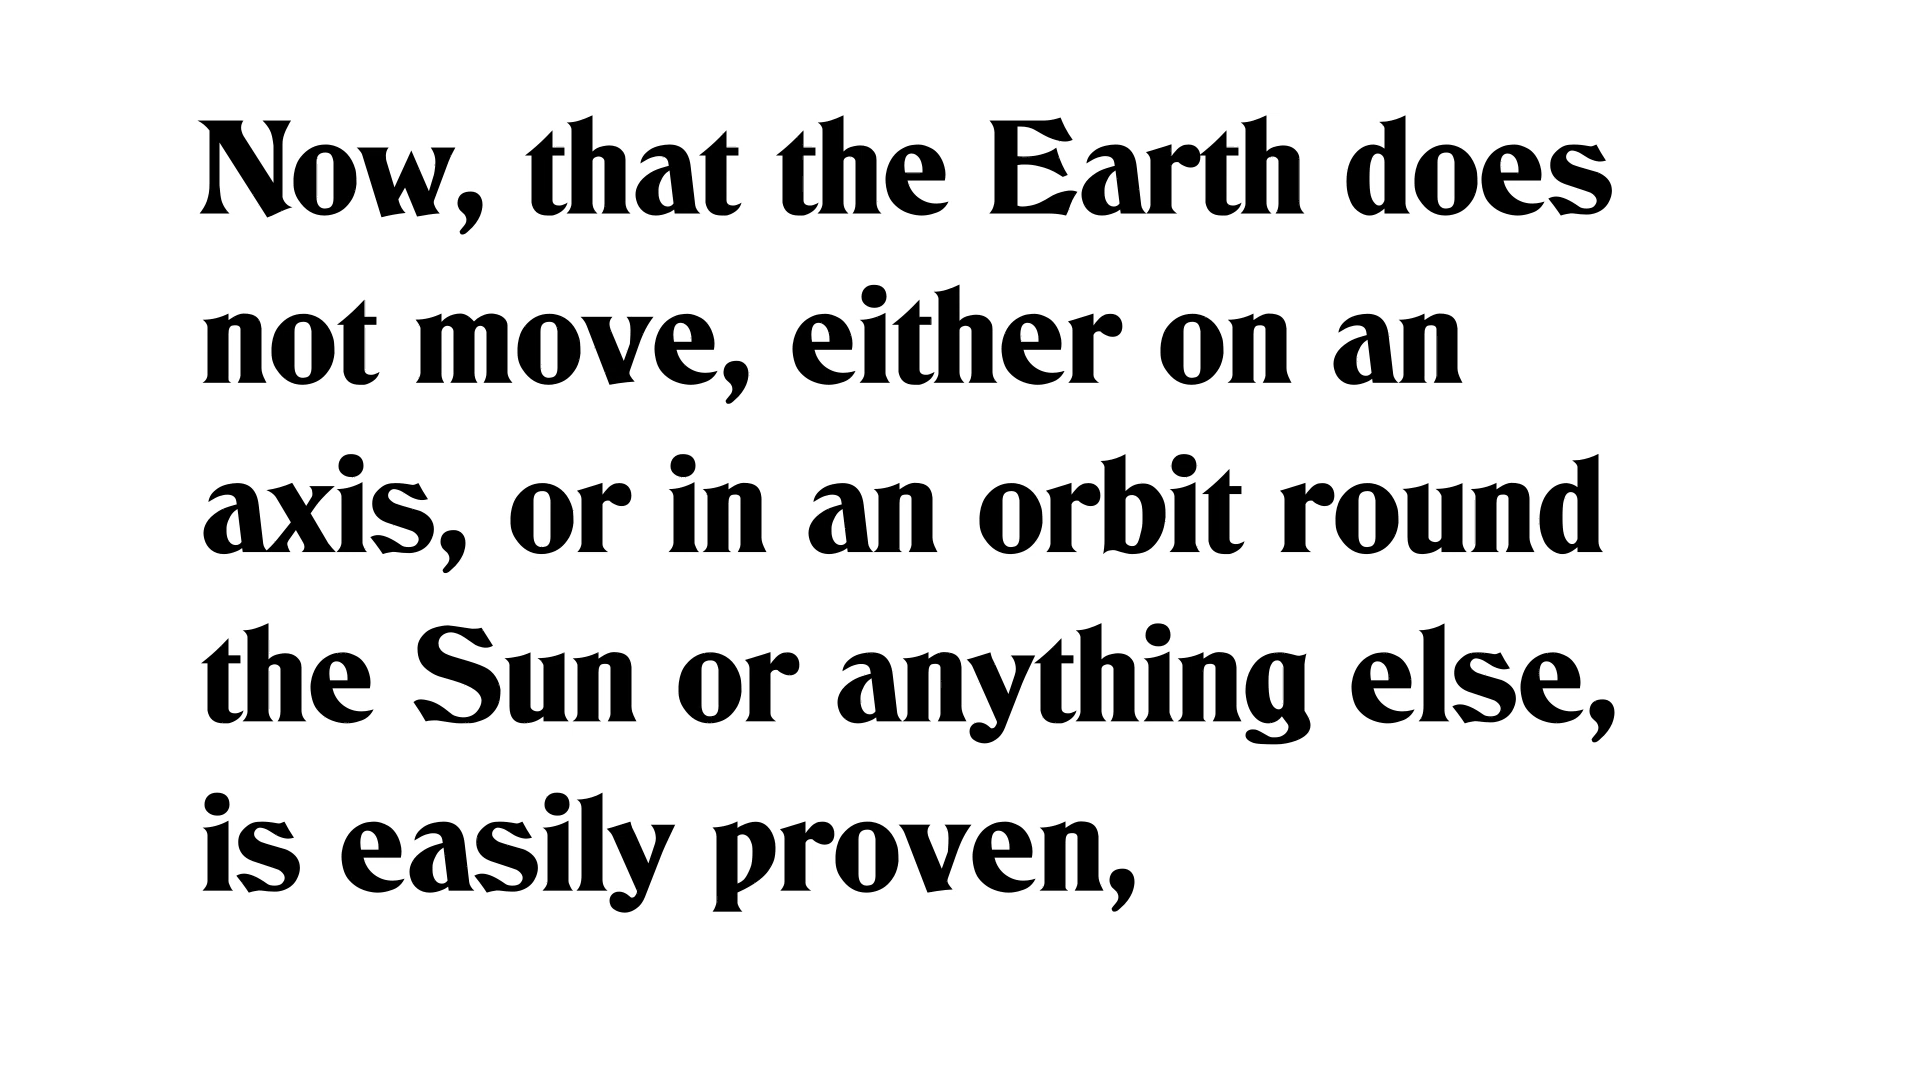 Now, that the Earth does
not move, either on an
axis, or in an orbit round
the Sun or anything else,
is easily proven,